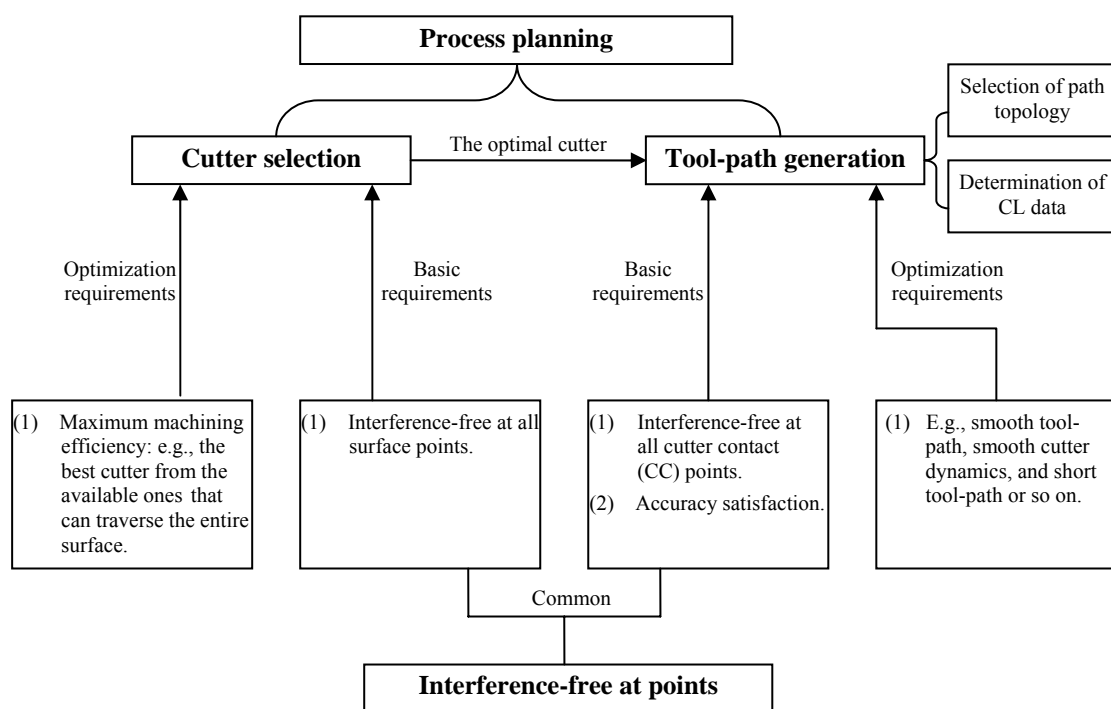 Process planning
Selection of path
topology
Cutter selection
The optimal cutter
Tool-path generation
Determination of
CL data
Optimization
requirements
Basic
requirements
Basic
requirements
Optimization
requirements
(1) Maximum machining
efficiency: e.g., the
best cutter from the
available ones that
can traverse the entire
surface.
(1) Interference-free at all
surface points.
(1) Interference-free at
all cutter contact
(CC) points.
(2) Accuracy satisfaction.
(1) E.g., smooth tool-
path, smooth cutter
dynamics, and short
tool-path or so on.
Common
Interference-free at points